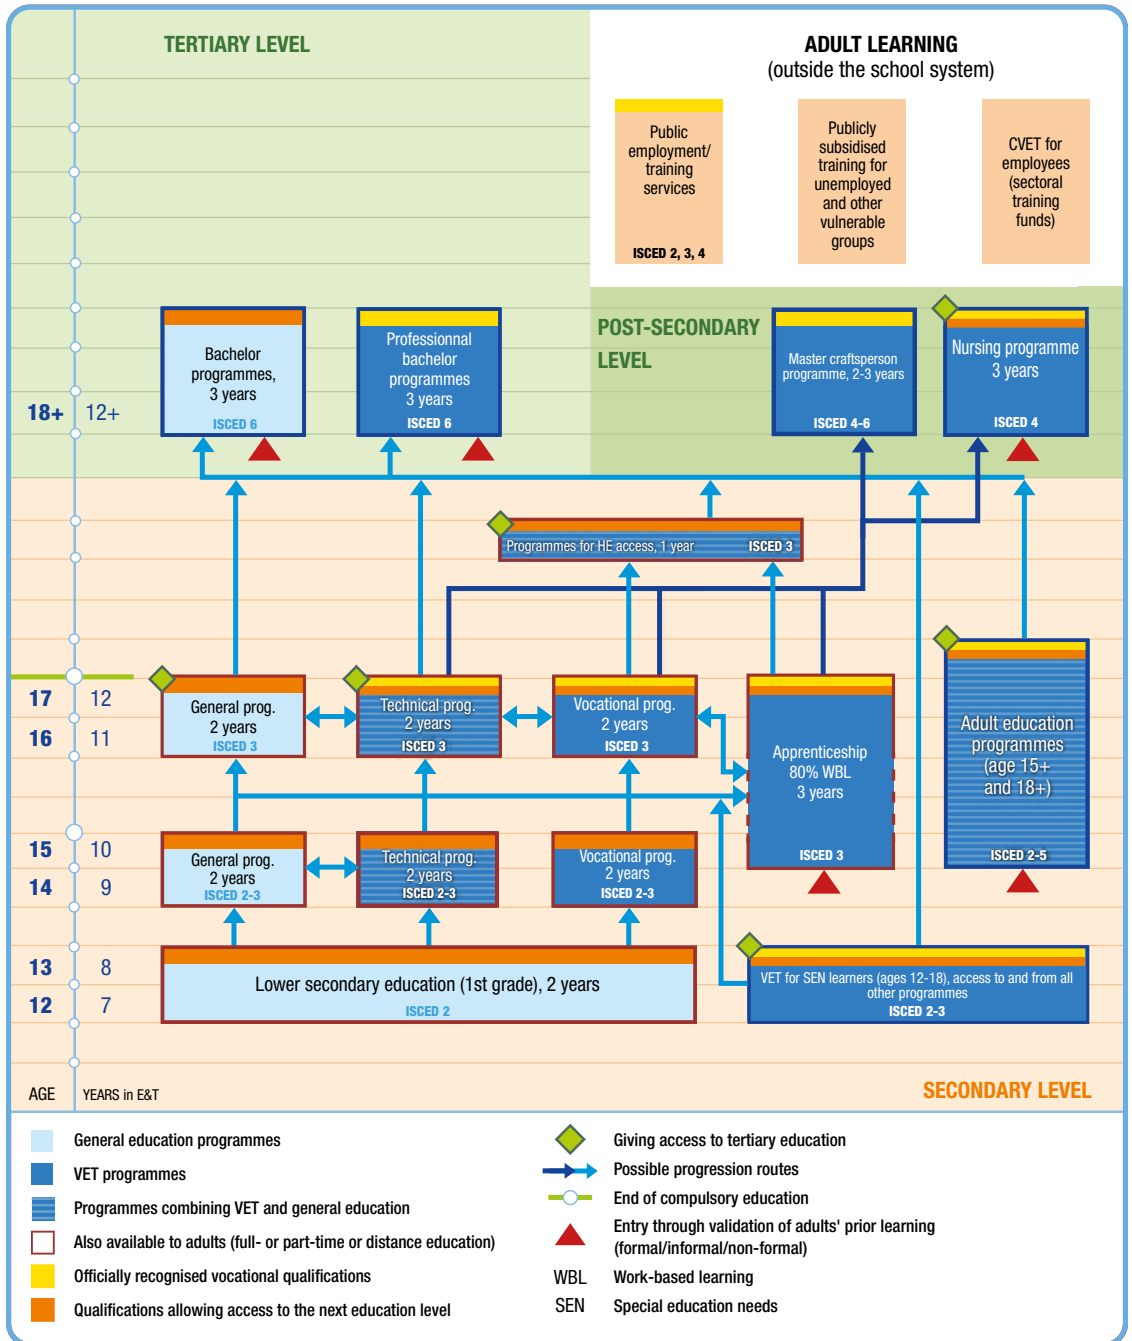 TERTIARY LEVEL
ADULT LEARNING
(outside the school system)
Public
employment/
training
services
ISCED 2, 3, 4
Publicly
subsidised
training for
unemployed
and other
vulnerable
groups
CVET for
employees
(sectoral
training
funds)
POST-SECONDARY
LEVEL
Bachelor
programmes,
3 years
ISCED 6
Professionnal
bachelor
programmes
3 years
ISCED 6
Master craftsperson
programme, 2-3 years
ISCED 4-6
Nursing programme
3 years
ISCED 4
18+ 12+
Programmes for HE access, 1 year ISCED 3
17 12
16 11
General prog.
2 years
ISCED 3
Technical prog.
2 years
ISCED 3
Vocational prog.
2 years
ISCED 3
Apprenticeship
80% WBL
3 years
ISCED 3
Adult education
programmes
(age 15+
and 18+)
ISCED 2-5
15 10
14 9
General prog.
2 years
ISCED 2-3
Technical prog.
2 years
ISCED 2-3
Vocational prog.
2 years
ISCED 2-3
13 8
12 7
Lower secondary education (1st grade), 2 years
ISCED 2
VET for SEN learners (ages 12-18), access to and from all
other programmes
ISCED 2-3
AGE YEARS in E&T
SECONDARY LEVEL
General education programmes
VET programmes
Programmes combining VET and general education
Also available to adults (full- or part-time or distance education)
Officially recognised vocational qualifications
Qualifications allowing access to the next education level
Giving access to tertiary education
Possible progression routes
End of compulsory education
Entry through validation of adults' prior learning
(formal/informal/non-formal)
WBL Work-based learning
SEN Special education needs